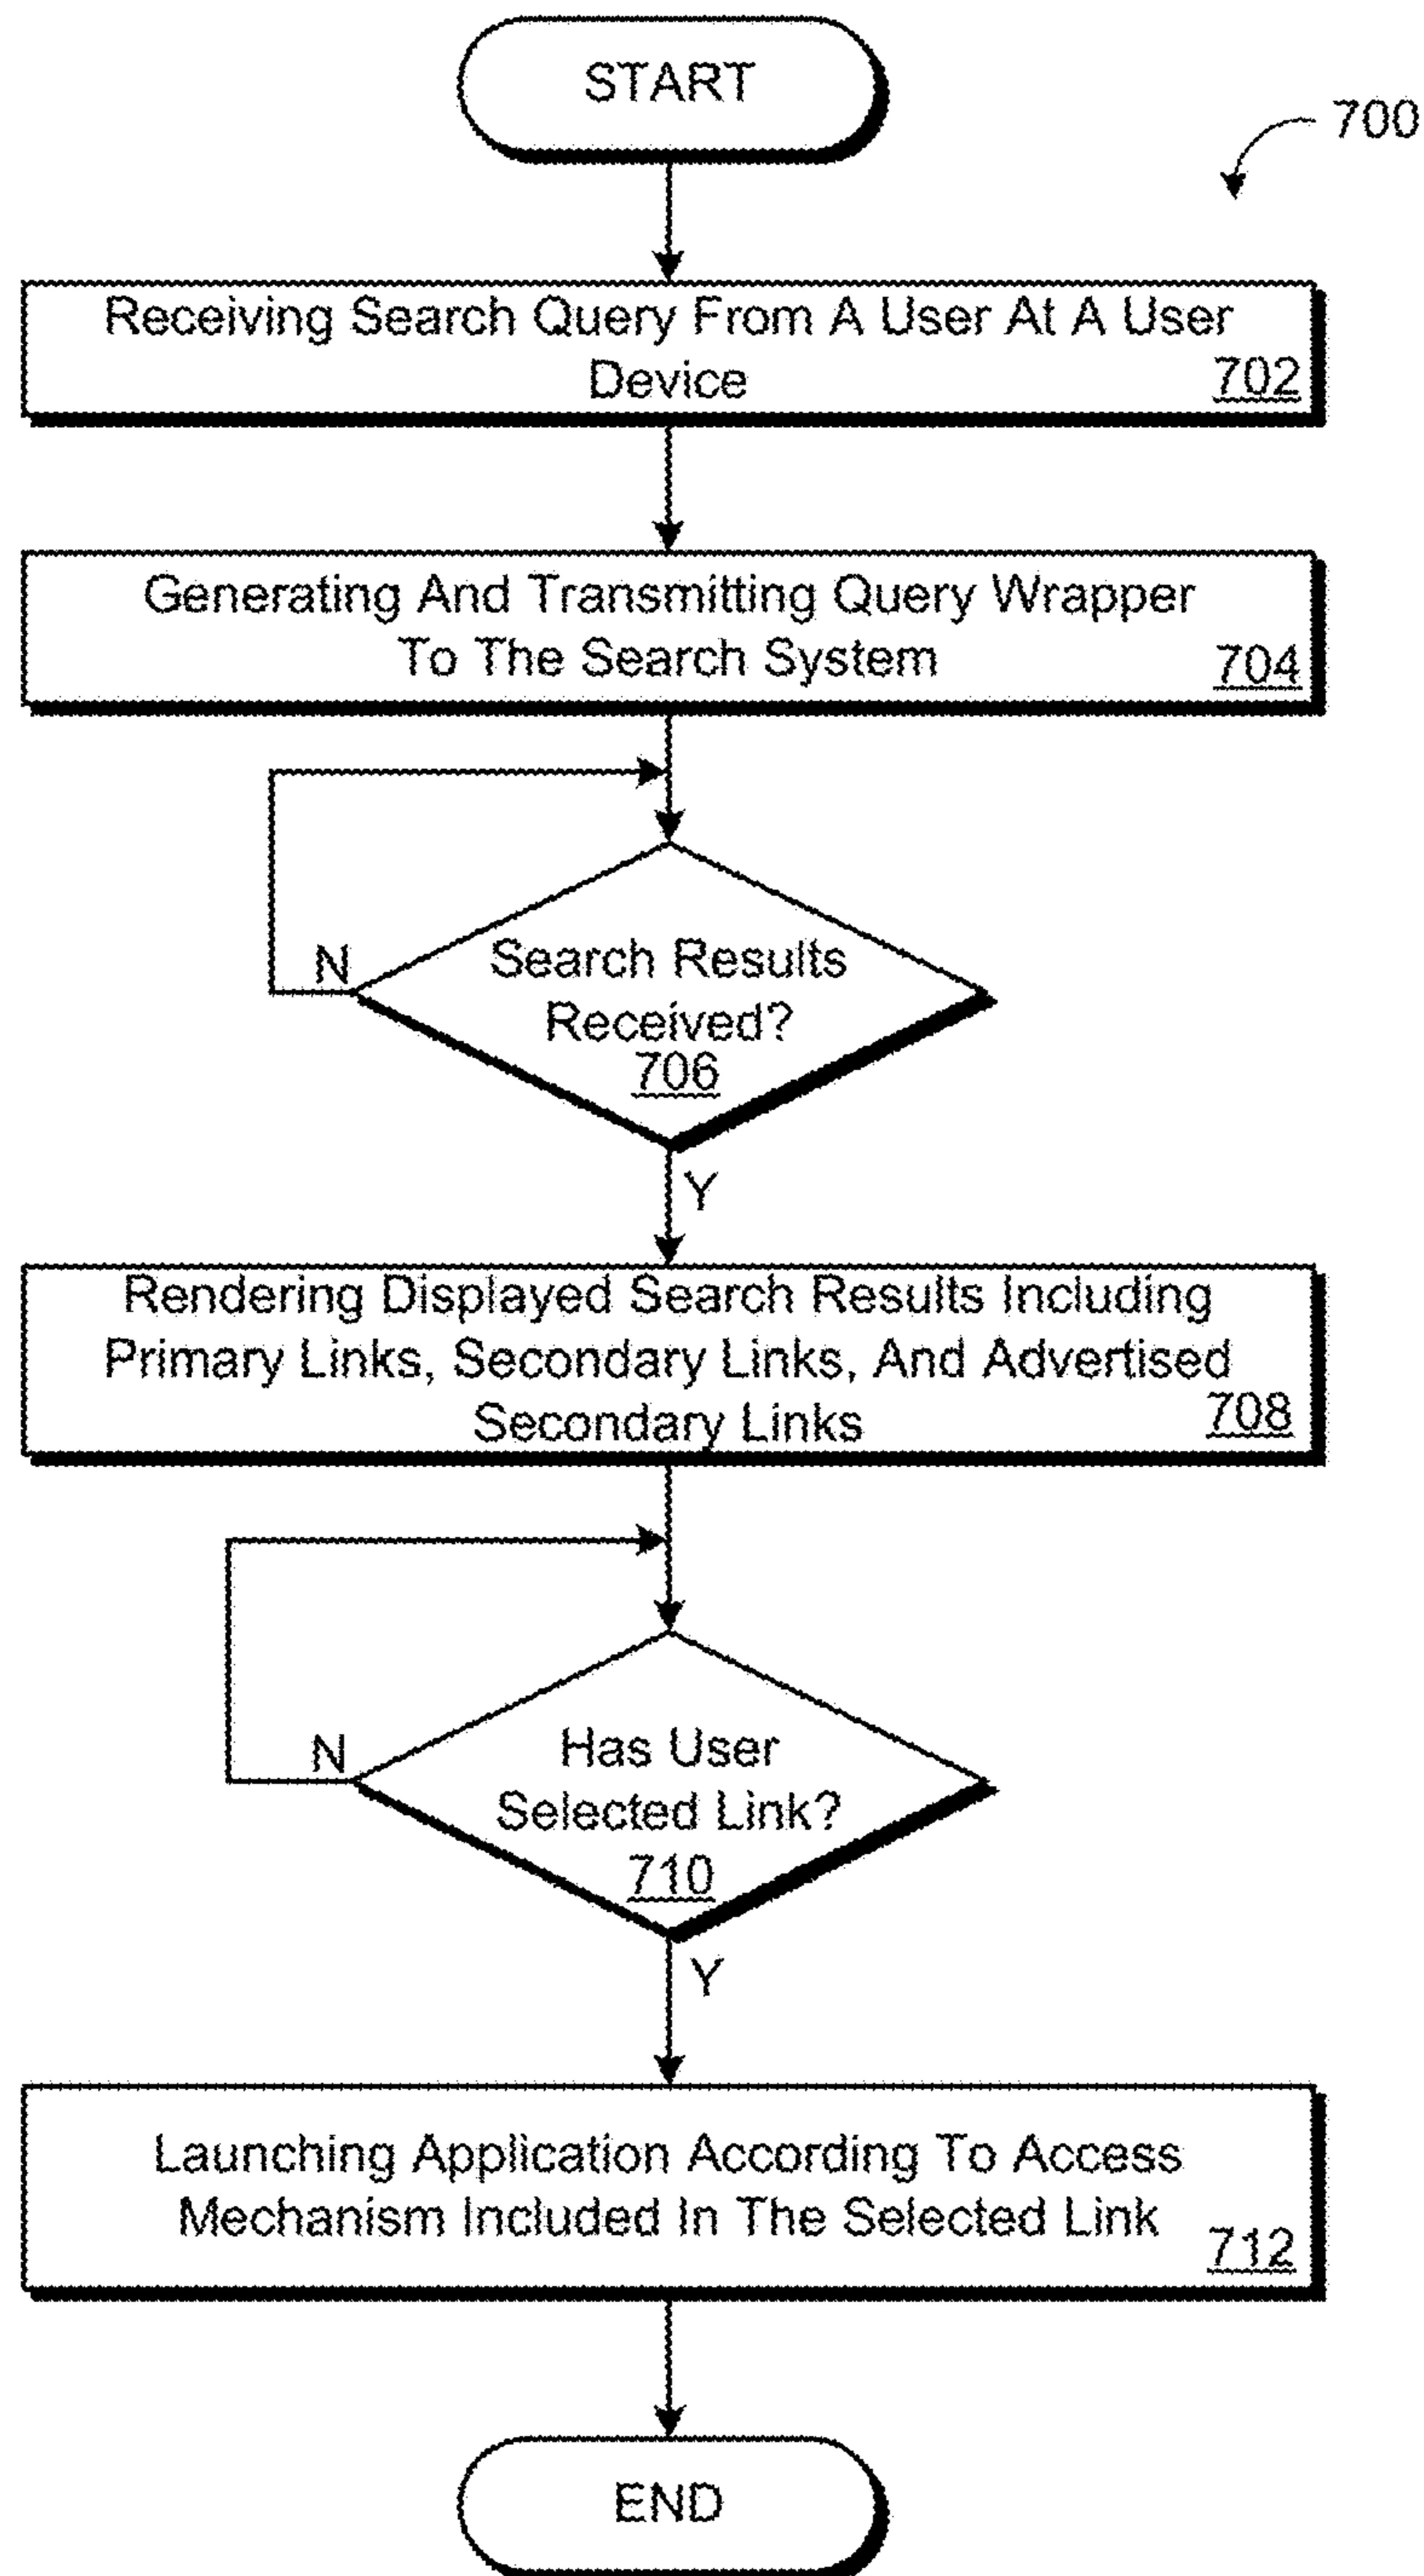 START
700
Receiving Search Query From A User At A User
Device
702
Generating And Transmitting Query Wrapper
To The Search System
704
N
Search Results
Received?
706
Y
Rendering Displayed Search Results Including
Primary Links, Secondary Links, And Advertised
Secondary Links
708
N
Has User
Selected Link?
710
Y
Launching Application According To Access
Mechanism Included In The Selected Link
712
END